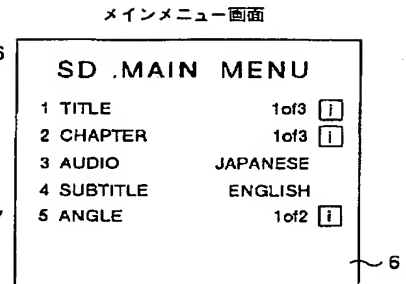 メインメニュー画面
6
SD .MAIN MENU
1 TITLE 1of3 i
2 CHAPTER 1of3 i
3 AUDIO JAPANESE
4 SUBTITLE ENGLISH
5 ANGLE 1of2 i
6